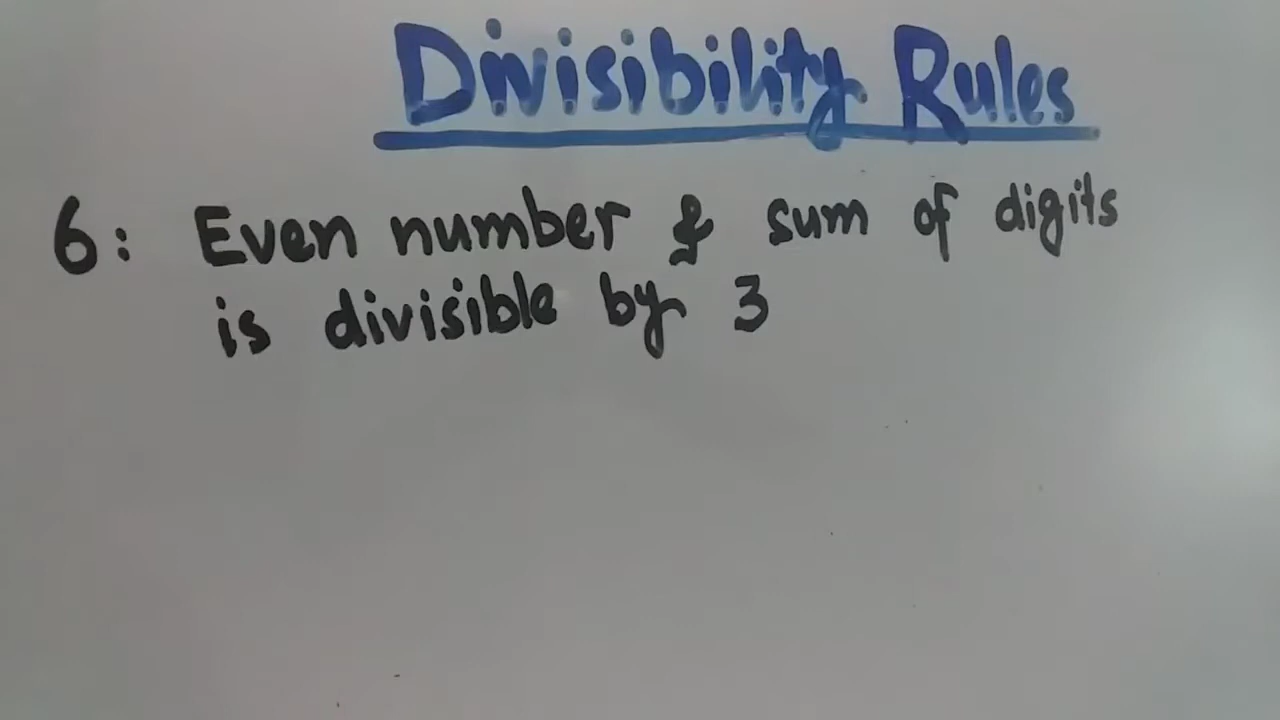 Divisibility Rules
6: Even number & sum of digits
is divisible by 3